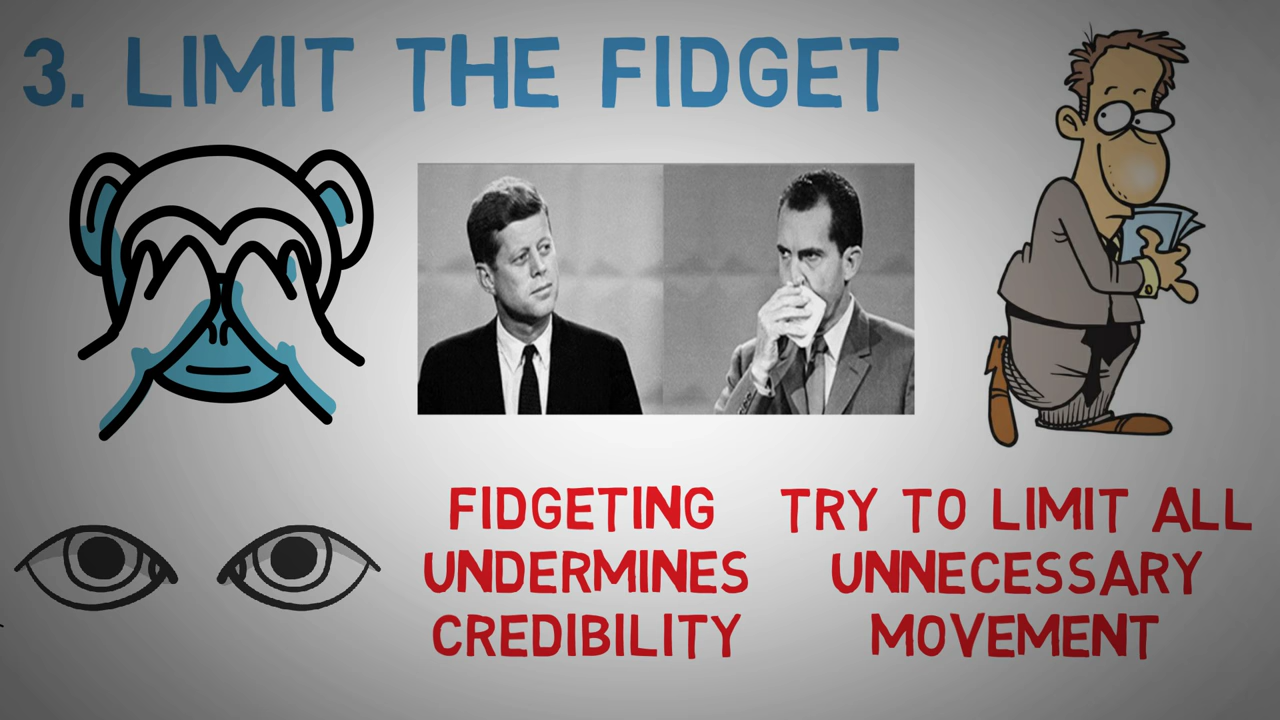 3. LIMIT THE FIDGET
FIDGETING
UNDERMINES
CREDIBILITY
TRY TO LIMIT ALL
UNNECESSARY
MOVEMENT